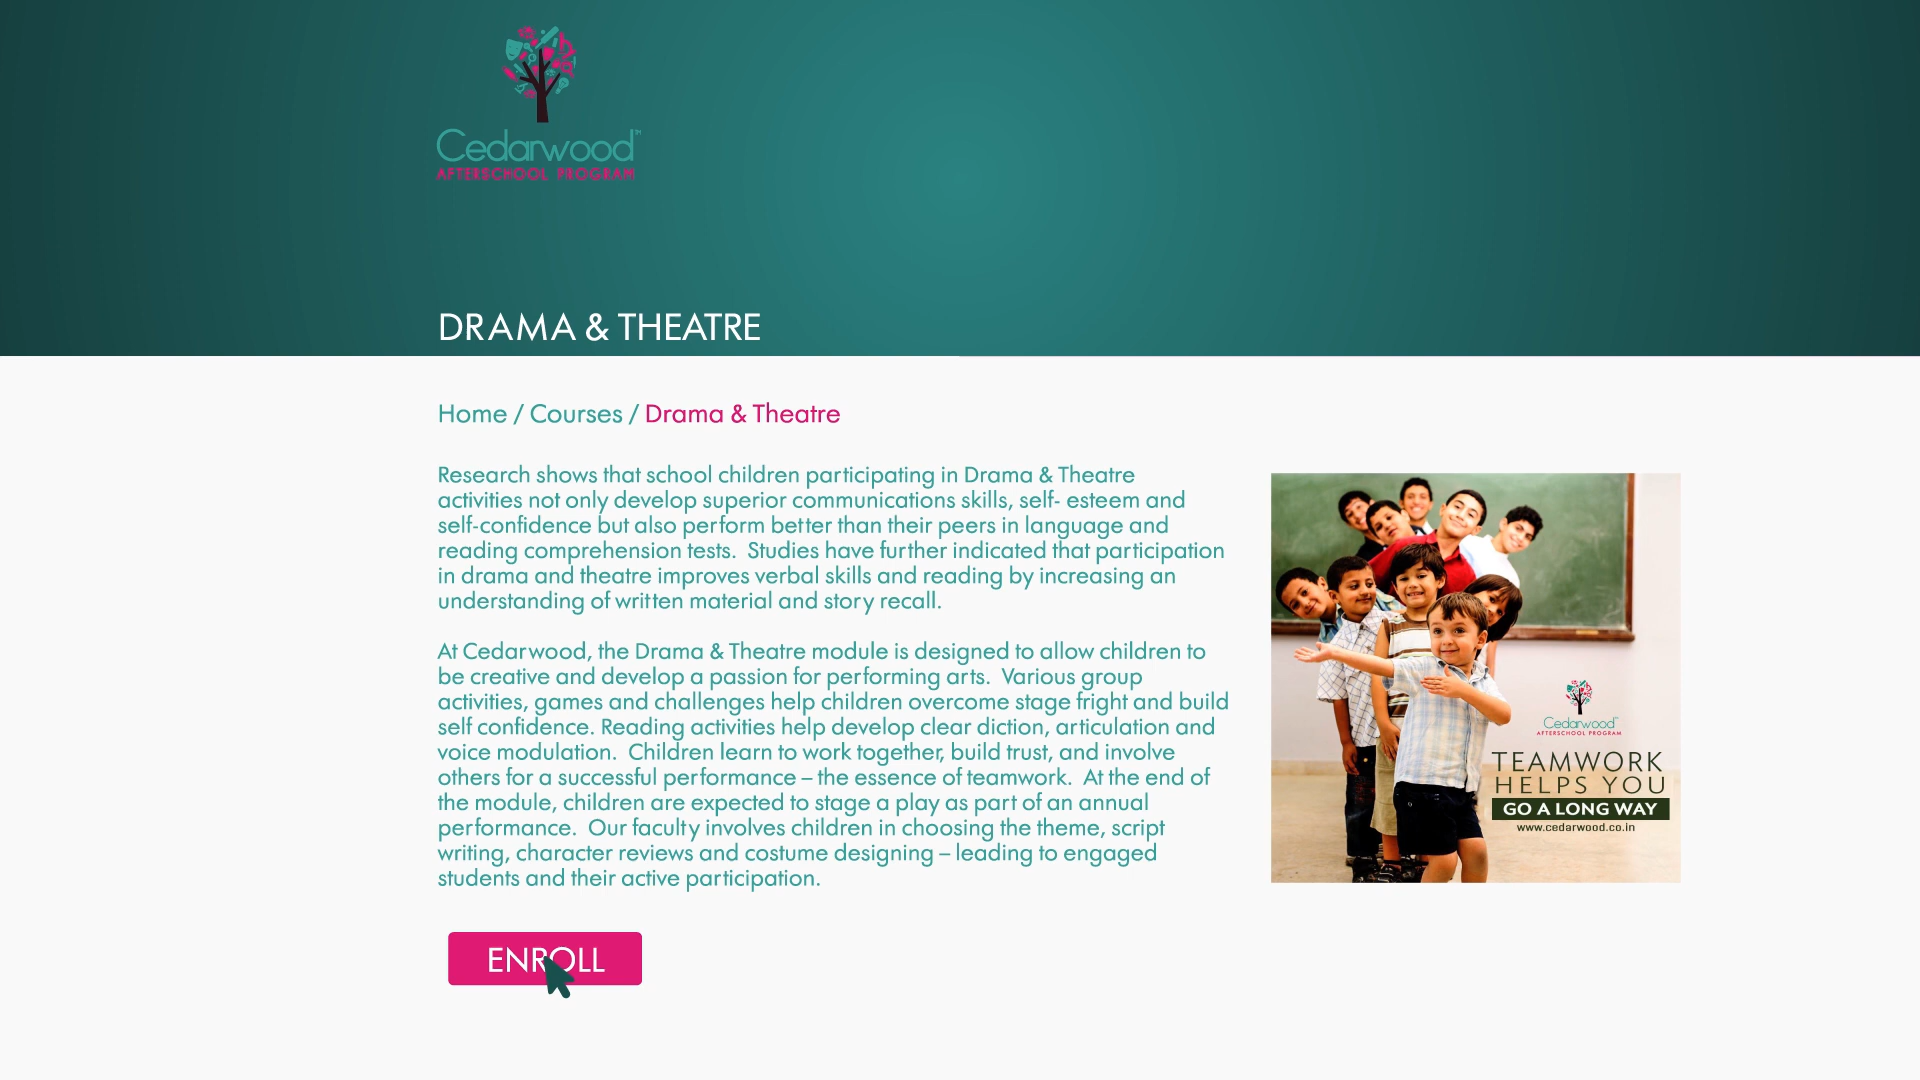 Cedarwood™
AFTERSCHOOL PROGRAM
DRAMA & THEATRE
Home / Courses / Drama & Theatre
Research shows that school children participating in Drama & Theatre
activities not only develop superior communications skills, self- esteem and
self-confidence but also perform better than their peers in language and
reading comprehension tests.  Studies have further indicated that participation
in drama and theatre improves verbal skills and reading by increasing an
understanding of written material and story recall.
At Cedarwood, the Drama & Theatre module is designed to allow children to
be creative and develop a passion for performing arts.  Various group
activities, games and challenges help children overcome stage fright and build
self confidence. Reading activities help develop clear diction, articulation and
voice modulation.  Children learn to work together, build trust, and involve
others for a successful performance – the essence of teamwork.  At the end of
the module, children are expected to stage a play as part of an annual
performance.  Our faculty involves children in choosing the theme, script
writing, character reviews and costume designing – leading to engaged
students and their active participation.
Cedarwood™
AFTERSCHOOL PROGRAM
TEAMWORK
HELPS YOU
GO A LONG WAY
www.cedarwood.co.in
ENROLL